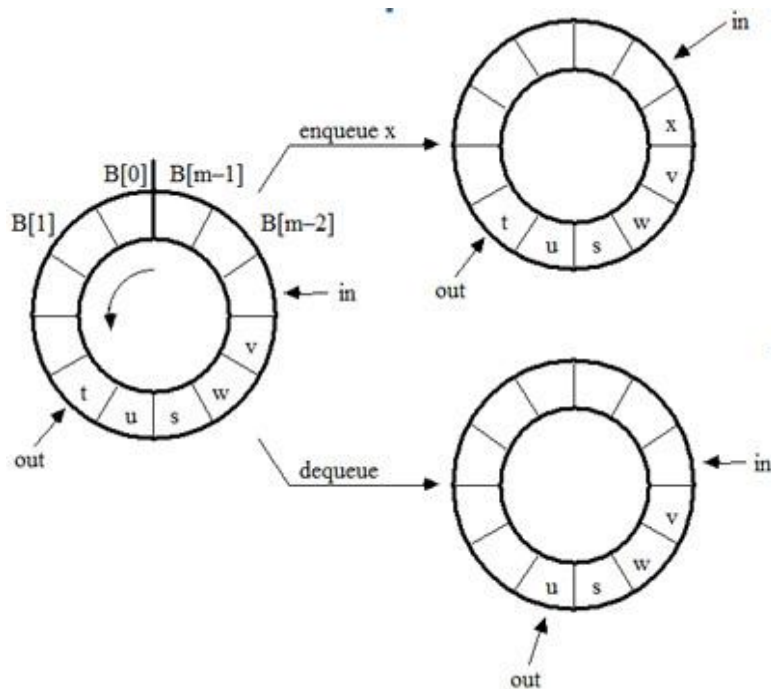 in
enqueue x
x
v
t
u
s
w
out
B[0]
B[m–1]
B[1]
B[m–2]
in
v
t
u
s
w
out
dequeue
in
v
u
s
w
out